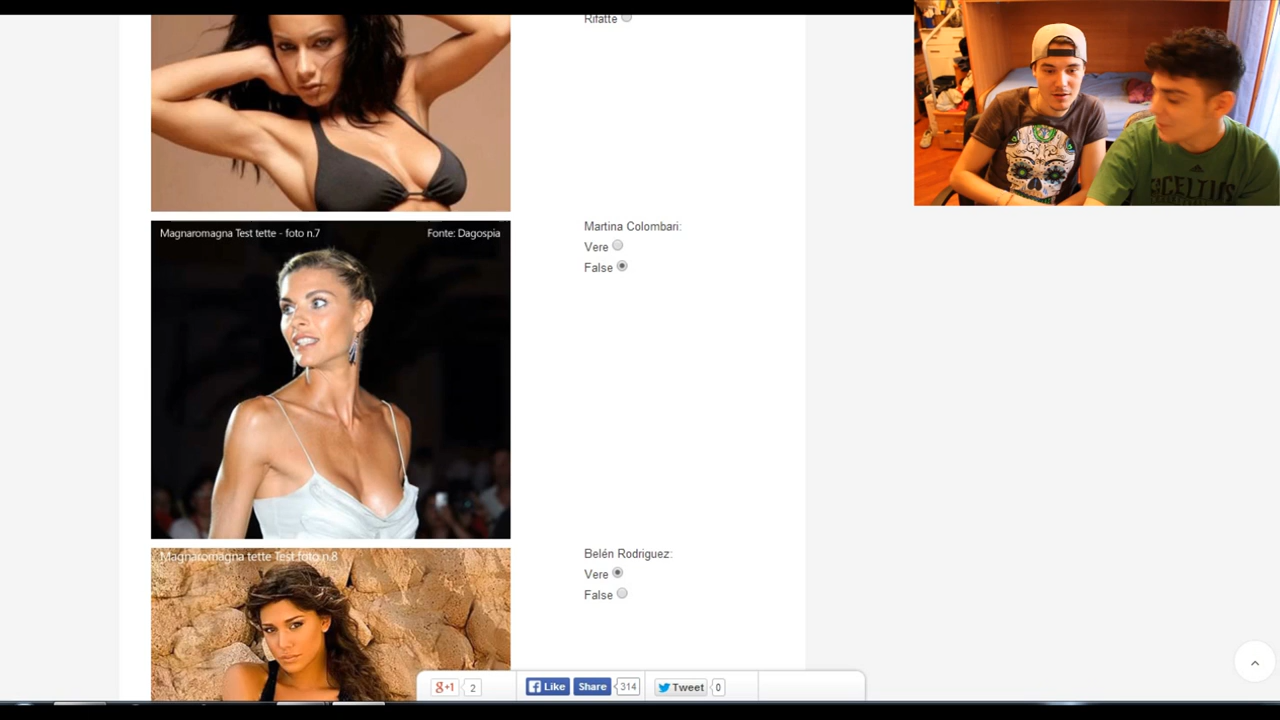 Rifatte
Magnaromagna Test tette - foto n.7
Fonte: Dagospia
Martina Colombari:
Vere
False
Magnaromagna tette Test foto n.8
Belén Rodriguez:
Vere
False
g+1
2
Like
Share
314
Tweet
0
CELTICS